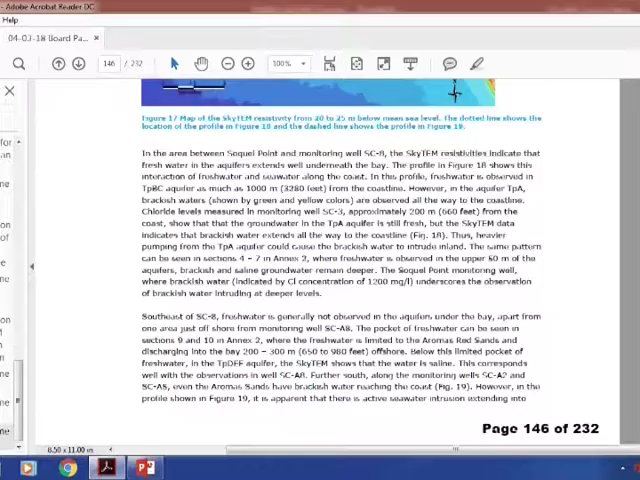 - Adobe Acrobat Reader DC
Help
04-03-18 Board Pa...
×
146 / 232
100%
Figure 17 Map of the SkyTEM resistivity from 20 to 25 m below mean sea level. The dotted line shows the
location of the profile in Figure 18 and the dashed line shows the profile in Figure 19.
In the area between Soquel Point and monitoring well SC-8, the SkyTEM resistivities indicate that
fresh water in the aquifers extends well underneath the bay. The profile in Figure 18 shows this
interaction of freshwater and seawater along the coast. In this profile, freshwater is observed in
TpBC aquifer as much as 1000 m (3280 feet) from the coastline. However, in the aquifer TpA,
brackish waters (shown by green and yellow colors) are observed all the way to the coastline.
Chloride levels measured in monitoring well SC-3, approximately 200 m (660 feet) from the
coast, show that that the groundwater in the TpA aquifer is still fresh, but the SkyTEM data
indicates that brackish water extends all the way to the coastline (Fig. 18). Thus, heavier
pumping from the TpA aquifer could cause the brackish water to intrude inland. The same pattern
can be seen in sections 4 – 7 in Annex 2, where freshwater is observed in the upper 50 m of the
aquifers, brackish and saline groundwater remain deeper. The Soquel Point monitoring well,
where brackish water (indicated by Cl concentration of 1200 mg/l) underscores the observation
of brackish water intruding at deeper levels.
Southeast of SC-8, freshwater is generally not observed in the aquifers under the bay, apart from
one area just off shore from monitoring well SC-A8. The pocket of freshwater can be seen in
sections 9 and 10 in Annex 2, where the freshwater is limited to the Aromas Red Sands and
discharging into the bay 200 – 300 m (650 to 980 feet) offshore. Below this limited pocket of
freshwater, in the TpDEF aquifer, the SkyTEM shows that the water is saline. This corresponds
well with the observations in well SC-A8. Further south, along the monitoring wells SC-A2 and
SC-A5, even the Aromas Sands have brackish water reaching the coast (Fig. 19). However, in the
profile shown in Figure 19, it is apparent that there is active seawater intrusion extending into
Page 146 of 232
8.50 x 11.00 in